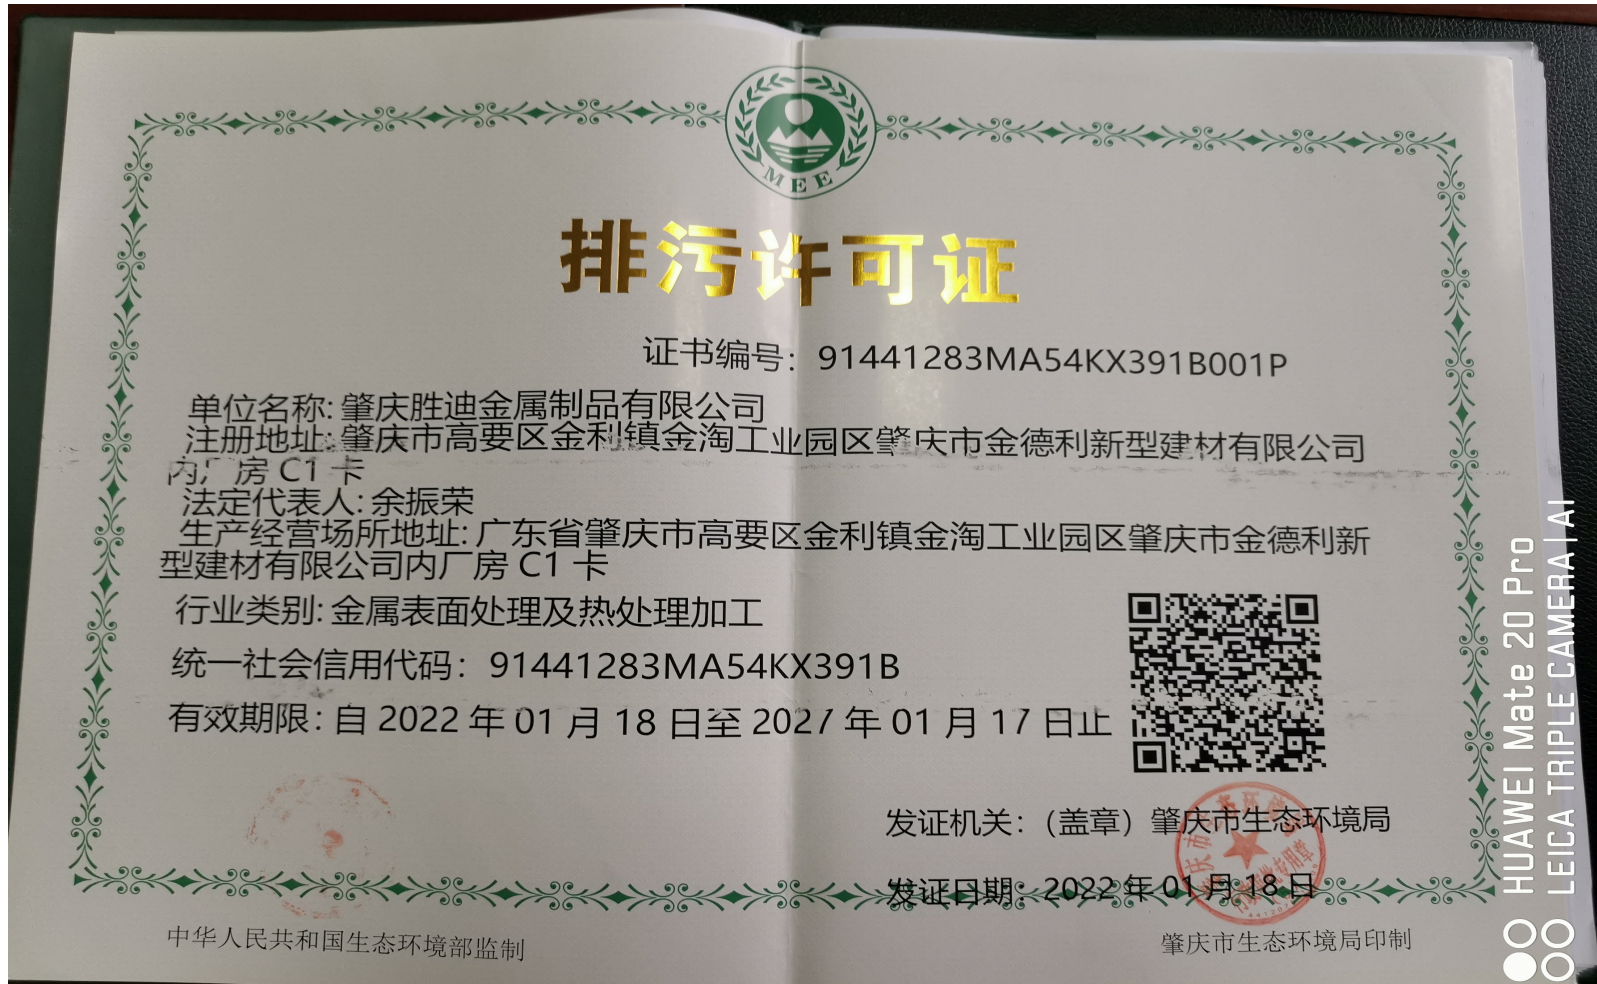 MEE
排污许可证
证书编号：91441283MA54KX391B001P
单位名称: 肇庆胜迪金属制品有限公司
注册地址: 肇庆市高要区金利镇金淘工业园区肇庆市金德利新型建材有限公司
内厂房 C1 卡
法定代表人: 余振荣
生产经营场所地址: 广东省肇庆市高要区金利镇金淘工业园区肇庆市金德利新
型建材有限公司内厂房 C1 卡
行业类别: 金属表面处理及热处理加工
统一社会信用代码：91441283MA54KX391B
有效期限: 自 2022 年 01 月 18 日至 2027 年 01 月 17 日止
发证机关：（盖章）肇庆市生态环境局
发证日期：2022 年 01 月 18 日
中华人民共和国生态环境部监制
肇庆市生态环境局印制
HUAWEI Mate 20 Pro
LEICA TRIPLE CAMERA | AI